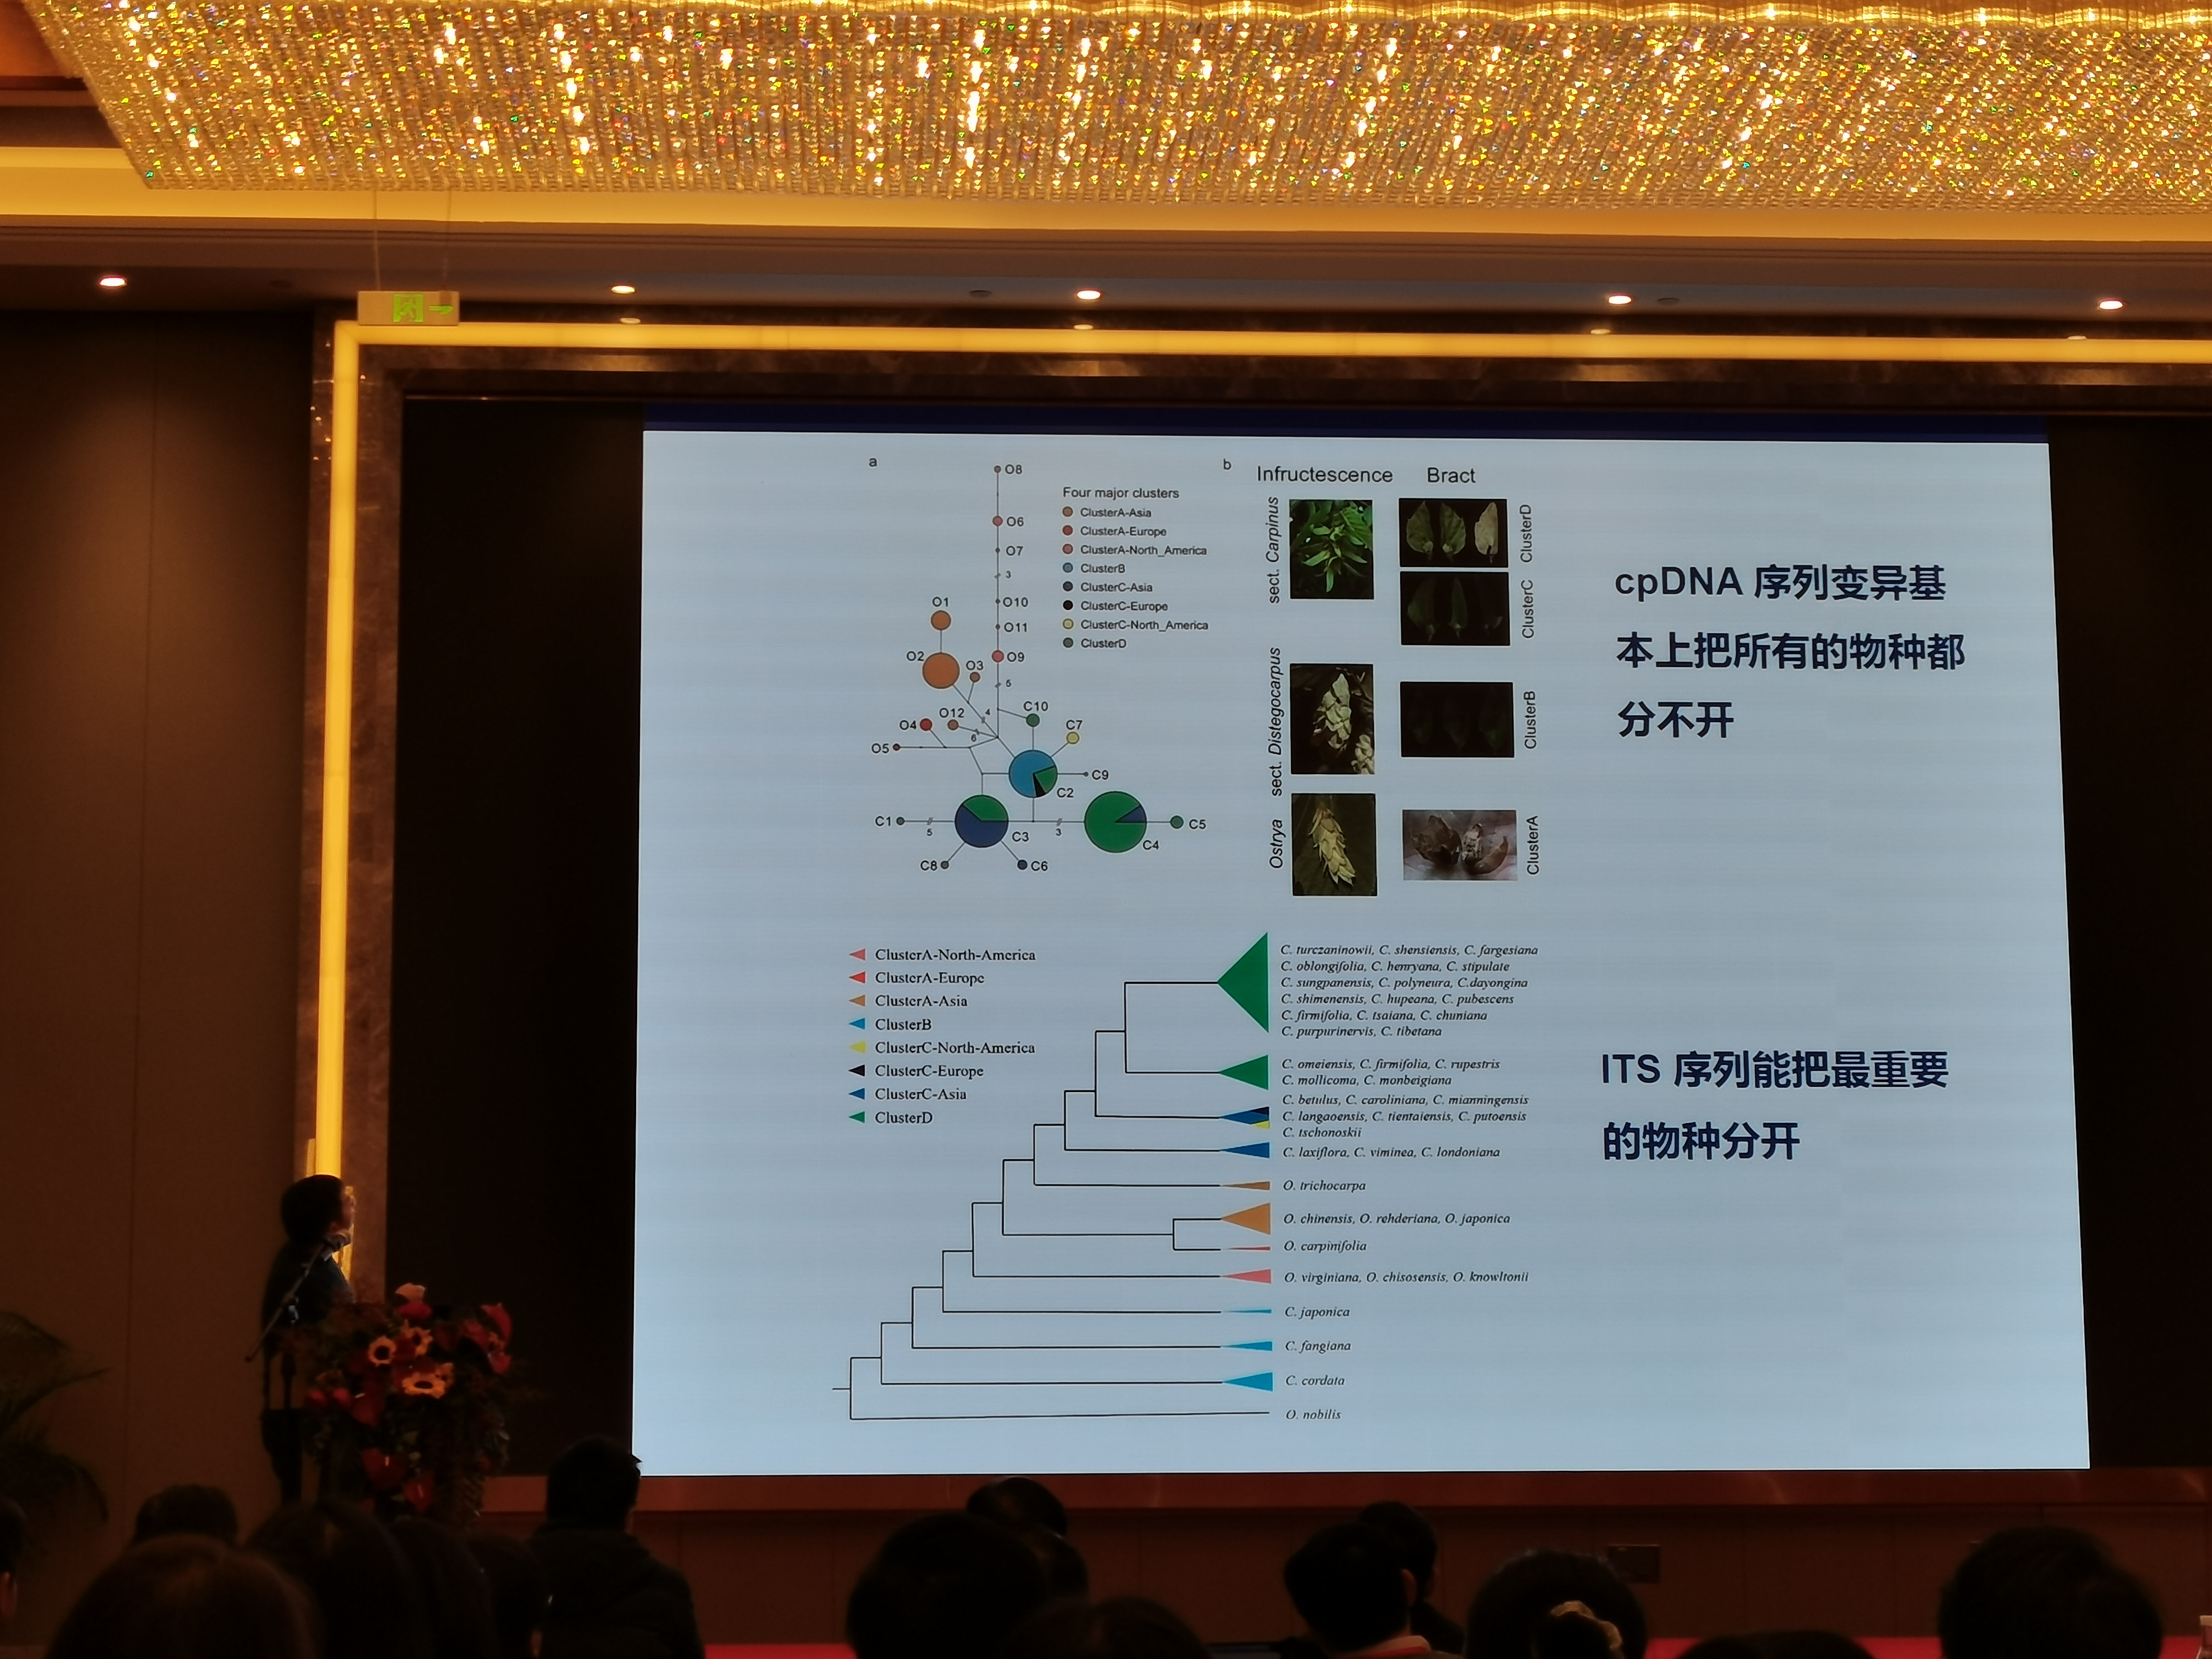 a
O8
O6
O7
3
O10
O11
O9
5
O1
O2
O3
4
O12
O4
6
O5
C10
C7
C9
C2
C1
5
C3
3
C4
C5
C8
C6
Four major clusters
ClusterA-Asia
ClusterA-Europe
ClusterA-North_America
ClusterB
ClusterC-Asia
ClusterC-Europe
ClusterC-North_America
ClusterD
b
Infructescence
Bract
sect. Carpinus
ClusterD
ClusterC
sect. Distegocarpus
ClusterB
Ostrya
ClusterA
cpDNA 序列变异基
本上把所有的物种都
分不开
ClusterA-North-America
ClusterA-Europe
ClusterA-Asia
ClusterB
ClusterC-North-America
ClusterC-Europe
ClusterC-Asia
ClusterD
C. turczaninowii, C. shensiensis, C. fargesiana
C. oblongifolia, C. henryana, C. stipulate
C. sungpanensis, C. polyneura, C.dayongina
C. shimenensis, C. hupeana, C. pubescens
C. firmifolia, C. tsaiana, C. chuniana
C. purpurinervis, C. tibetana
C. omeiensis, C. firmifolia, C. rupestris
C. mollicoma, C. monbeigiana
C. betulus, C. caroliniana, C. mianningensis
C. langaoensis, C. tientaiensis, C. putoensis
C. tschonoskii
C. laxiflora, C. viminea, C. londoniana
O. trichocarpa
O. chinensis, O. rehderiana, O. japonica
O. carpinifolia
O. virginiana, O. chisosensis, O. knowltonii
C. japonica
C. fangiana
C. cordata
O. nobilis
ITS 序列能把最重要
的物种分开